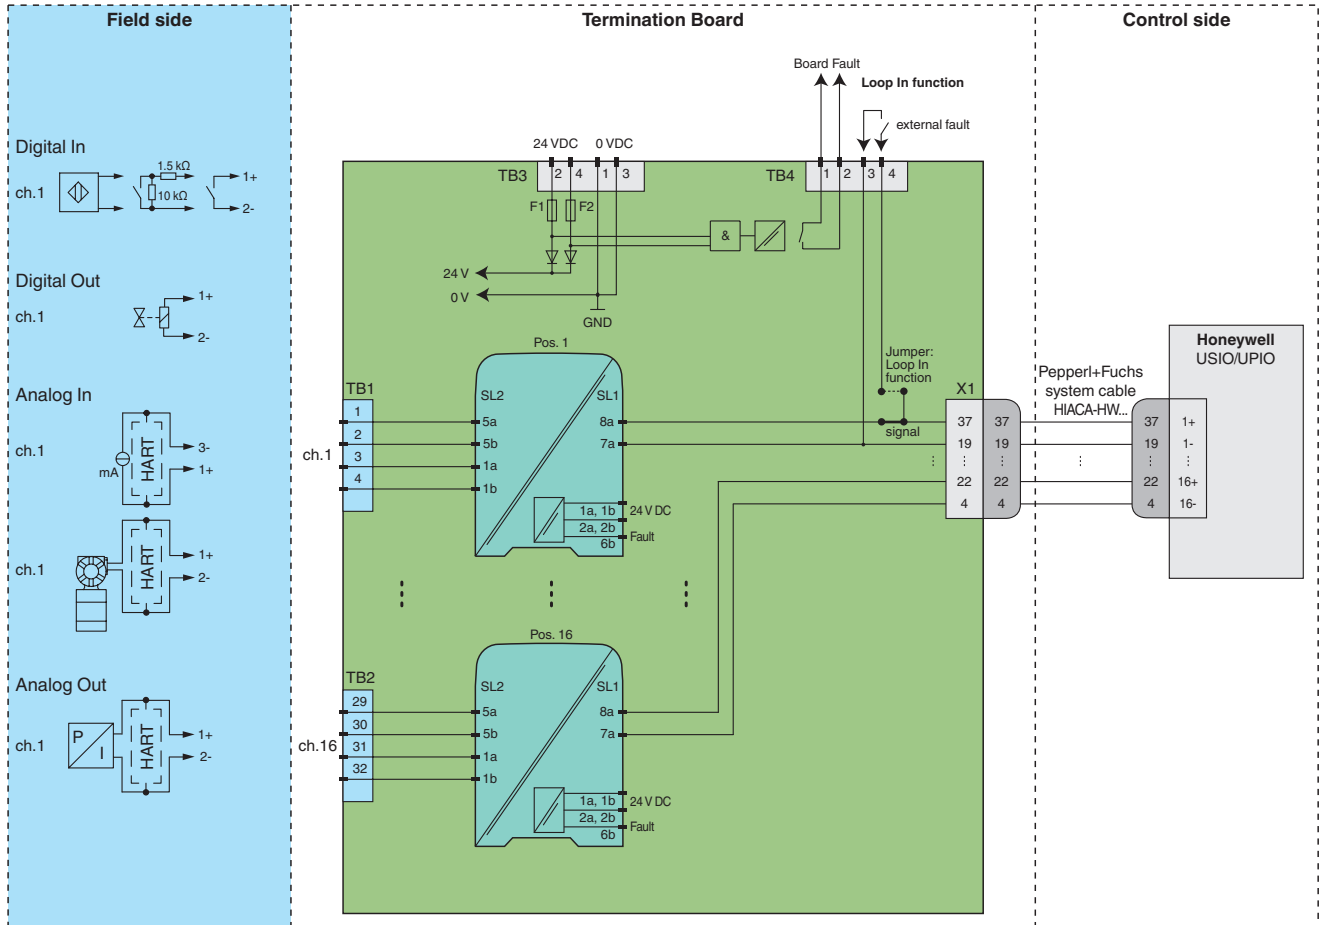 Field side
Termination Board
Control side
Board Fault
Loop In function
external fault
24 VDC
0 VDC
TB3
2
4
1
3
TB4
1
2
3
4
F1
F2
&
24 V
0 V
GND
Digital In
ch.1
1.5 kΩ
10 kΩ
1+
2-
Digital Out
ch.1
1+
2-
Analog In
ch.1
mA
HART
3-
1+
ch.1
HART
1+
2-
Analog Out
ch.1
P
I
HART
1+
2-
Pos. 1
TB1
1
2
3
4
ch.1
SL2
5a
5b
1a
1b
SL1
8a
7a
1a, 1b
2a, 2b
6b
24 V DC
Fault
Jumper:
Loop In
function
signal
X1
37
19
22
4
37
19
22
4
Pepperl+Fuchs
system cable
HIACA-HW...
37
19
22
4
Honeywell
USIO/UPIO
1+
1-
16+
16-
Pos. 16
TB2
29
30
31
32
ch.16
SL2
5a
5b
1a
1b
SL1
8a
7a
1a, 1b
2a, 2b
6b
24 V DC
Fault